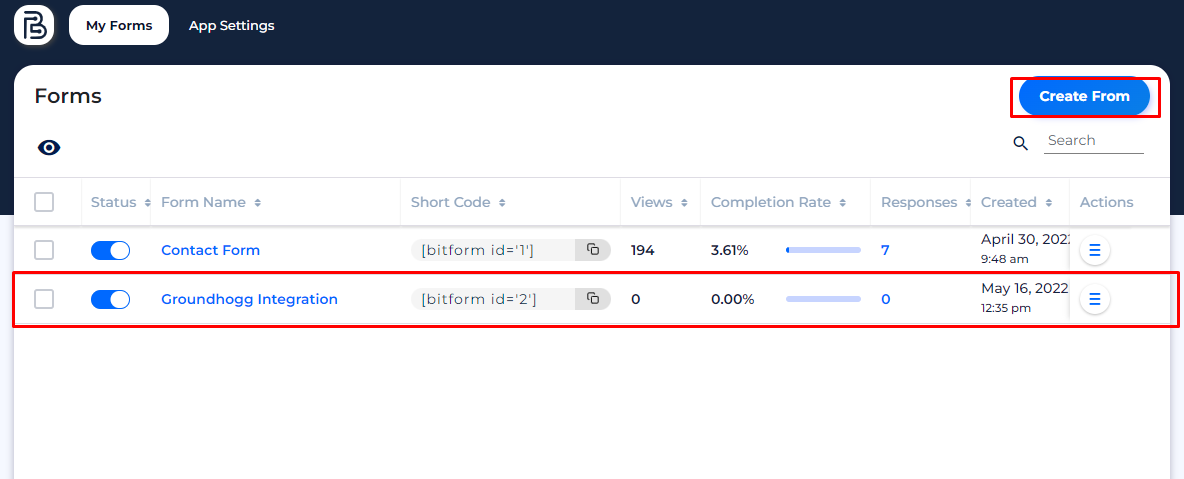 My Forms App Settings
Forms
Create From
Search
Status Form Name Short Code Views Completion Rate Responses Created Actions
Contact Form [bitform id='1'] 194 3.61% 7 April 30, 202
9:48 am
Groundhogg Integration [bitform id='2'] 0 0.00% 0 May 16, 2022
12:35 pm